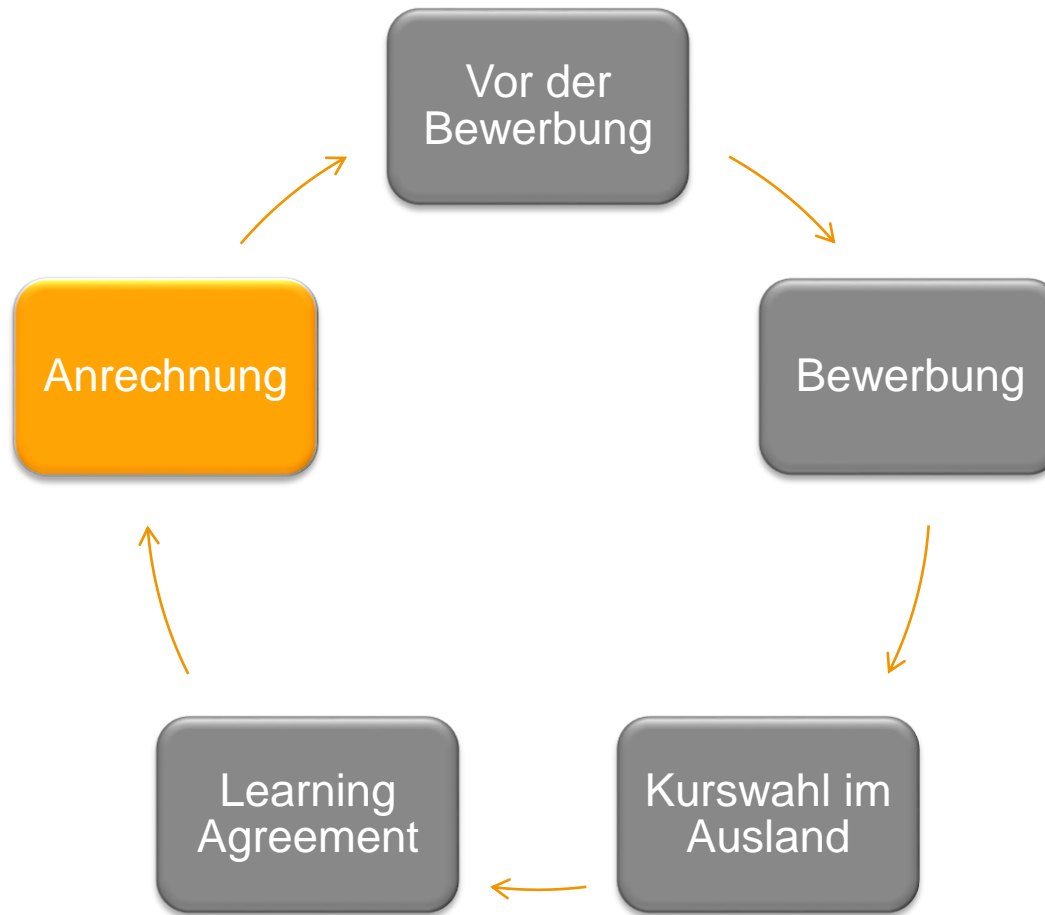 Vor der
Bewerbung
Anrechnung
Bewerbung
Learning
Agreement
Kurswahl im
Ausland